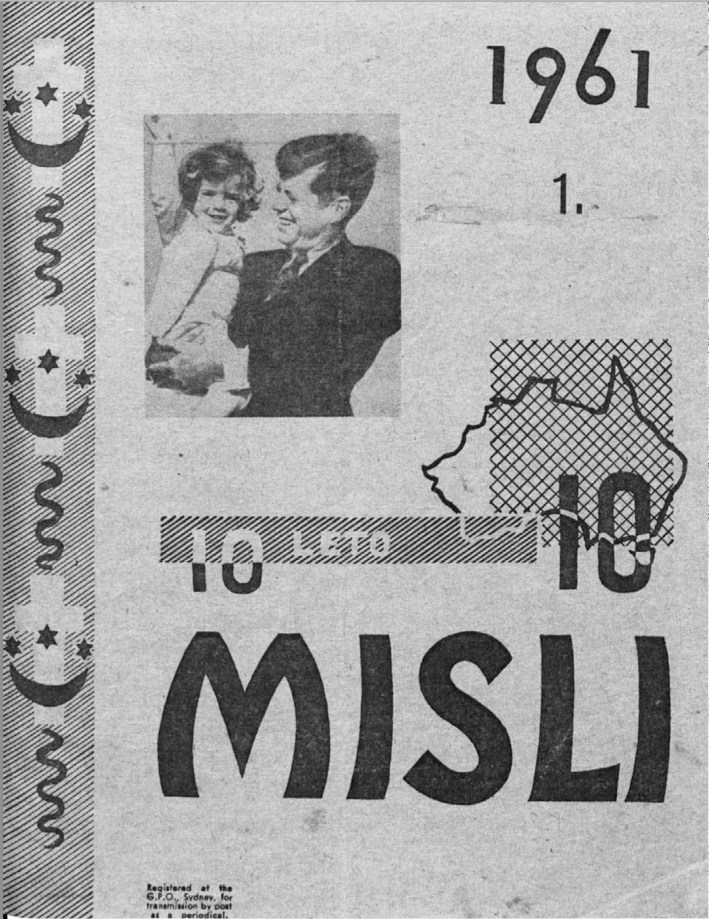 1961
1.
10
10 LETO
MISLI
Registered at the
G.P.O., Sydney, for
transmission by post
as a periodical.